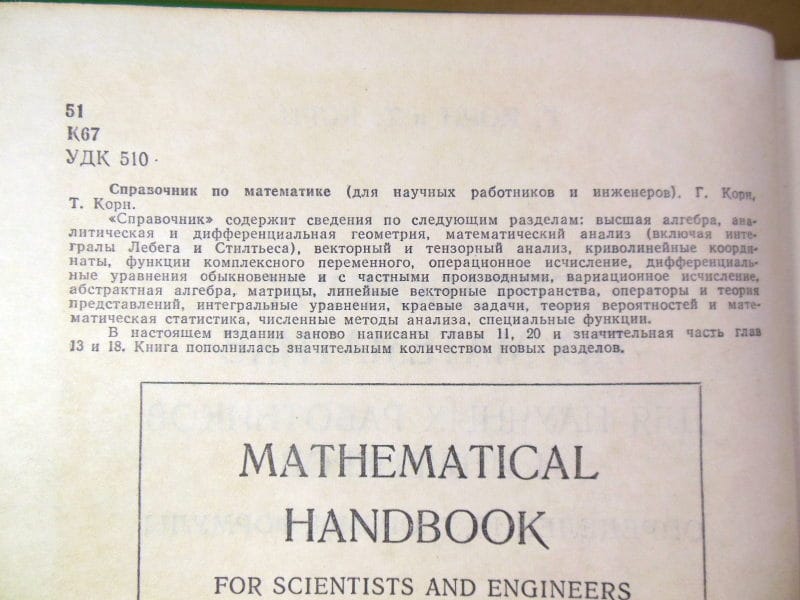 51
К67
УДК 510
Справочник по математике (для научных работников и инженеров). Г. Корн,
Т. Корн.
«Справочник» содержит сведения по следующим разделам: высшая алгебра, ана-
литическая и дифференциальная геометрия, математический анализ (включая инте-
гралы Лебега и Стилтьеса), векторный и тензорный анализ, криволинейные коорди-
наты, функции комплексного переменного, операционное исчисление, дифференциаль-
ные уравнения обыкновенные и с частными производными, вариационное исчисление,
абстрактная алгебра, матрицы, линейные векторные пространства, операторы и теория
представлений, интегральные уравнения, краевые задачи, теория вероятностей и мате-
матическая статистика, численные методы анализа, специальные функции.
В настоящем издании заново написаны главы 11, 20 и значительная часть глав
13 и 18. Книга пополнилась значительным количеством новых разделов.
MATHEMATICAL
HANDBOOK
FOR SCIENTISTS AND ENGINEERS